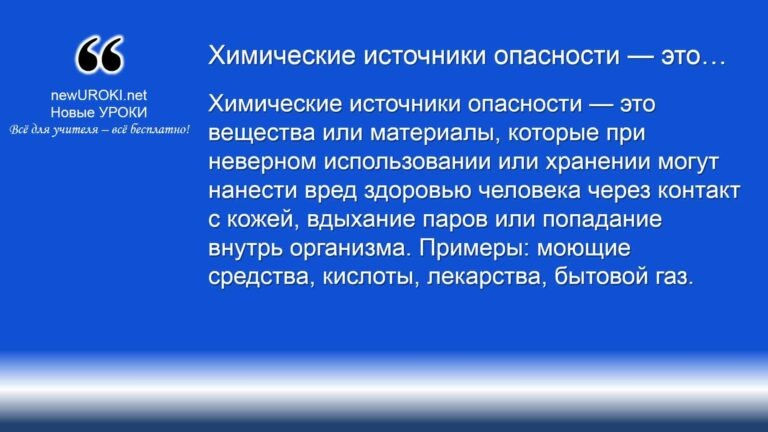 Химические источники опасности — это…
newUROKI.net
Новые УРОКИ
Всё для учителя – всё бесплатно!
Химические источники опасности — это
вещества или материалы, которые при
неверном использовании или хранении могут
нанести вред здоровью человека через контакт
с кожей, вдыхание паров или попадание
внутрь организма. Примеры: моющие
средства, кислоты, лекарства, бытовой газ.